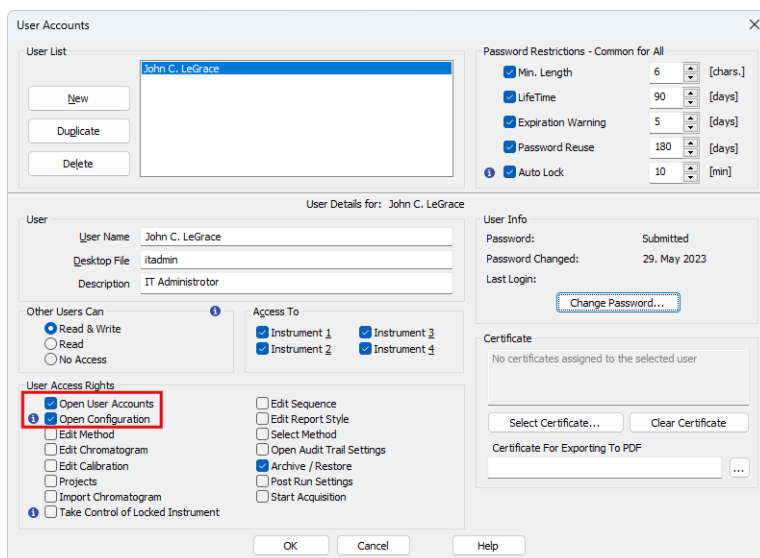 User Accounts
User List
John C. LeGrace
New
Duplicate
Delete
Password Restrictions - Common for All
Min. Length 6 [chars.]
LifeTime 90 [days]
Expiration Warning 5 [days]
Password Reuse 180 [days]
Auto Lock 10 [min]
User Details for: John C. LeGrace
User
User Name John C. LeGrace
Desktop File itadmin
Description IT Administrotor
User Info
Password: Submitted
Password Changed: 29. May 2023
Last Login:
Change Password...
Other Users Can
Read & Write
Read
No Access
Access To
Instrument 1 Instrument 3
Instrument 2 Instrument 4
Certificate
No certificates assigned to the selected user
Select Certificate... Clear Certificate
Certificate For Exporting To PDF
...
User Access Rights
Open User Accounts Edit Sequence
Open Configuration Edit Report Style
Edit Method Select Method
Edit Chromatogram Open Audit Trail Settings
Edit Calibration Archive / Restore
Projects Post Run Settings
Import Chromatogram Start Acquisition
Take Control of Locked Instrument
OK Cancel Help